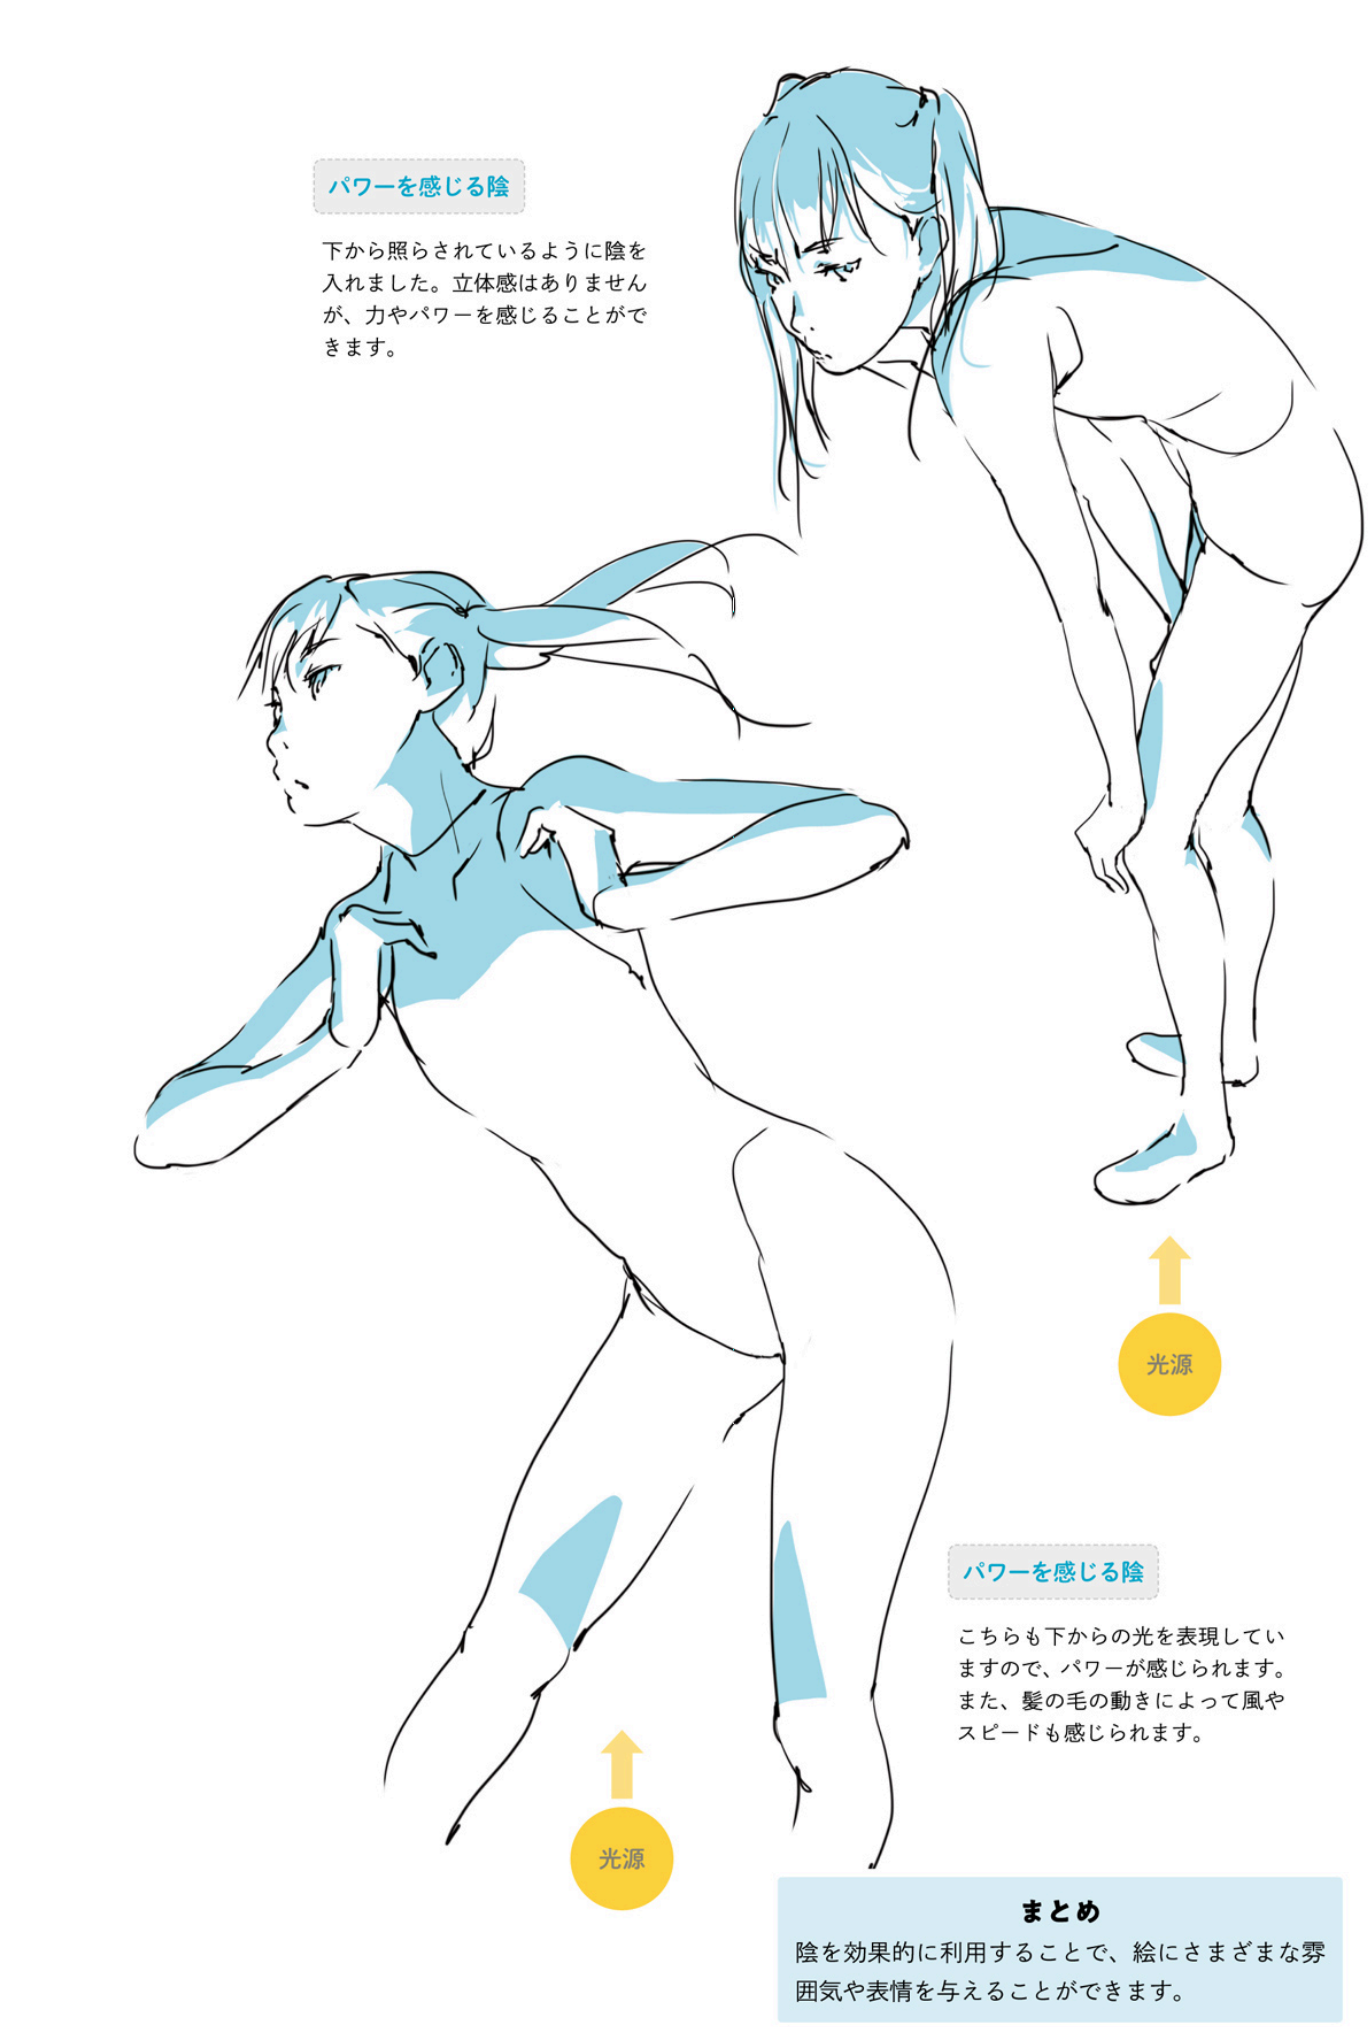 パワーを感じる陰
下から照らされているように陰を
入れました。立体感はありません
が、力やパワーを感じることがで
きます。
光源
パワーを感じる陰
こちらも下からの光を表現してい
ますので、パワーが感じられます。
また、髪の毛の動きによって風や
スピードも感じられます。
光源
まとめ
陰を効果的に利用することで、絵にさまざまな雰
囲気や表情を与えることができます。